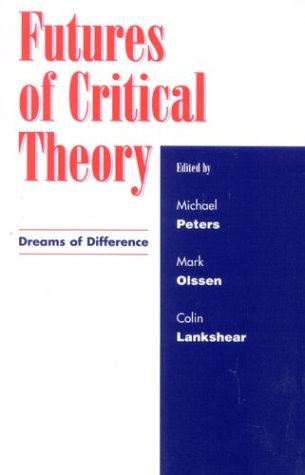 Futures
of Critical
Theory
Dreams of Difference
Edited by
Michael
Peters
Mark
Olssen
Colin
Lankshear